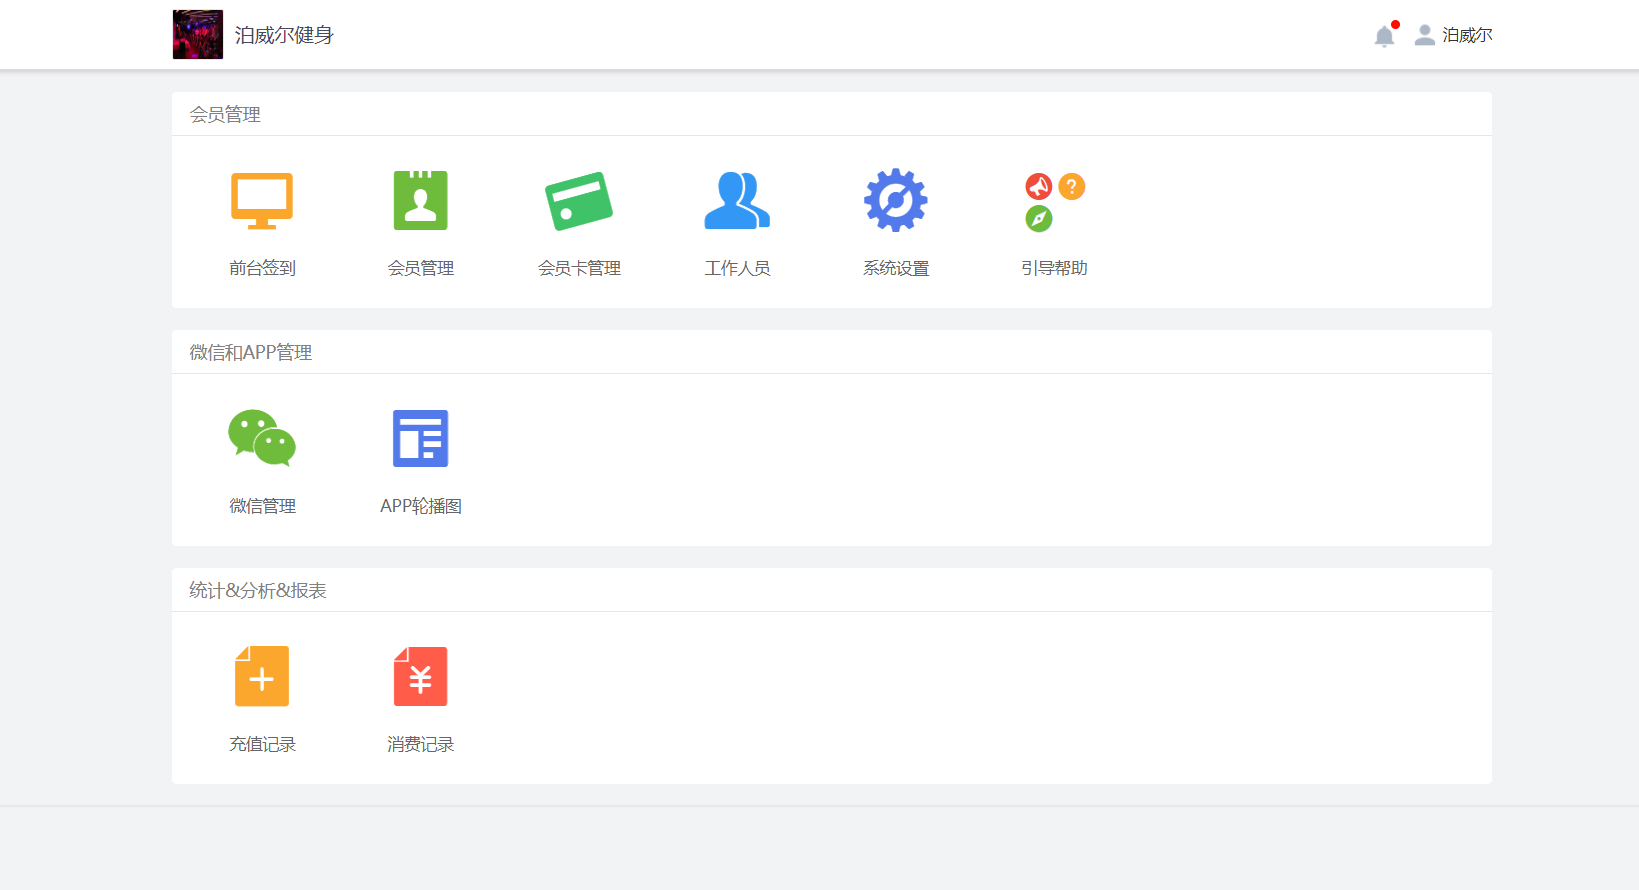 泊威尔健身
泊威尔
会员管理
前台签到
会员管理
会员卡管理
工作人员
系统设置
引导帮助
微信和APP管理
微信管理
APP轮播图
统计&分析&报表
充值记录
消费记录